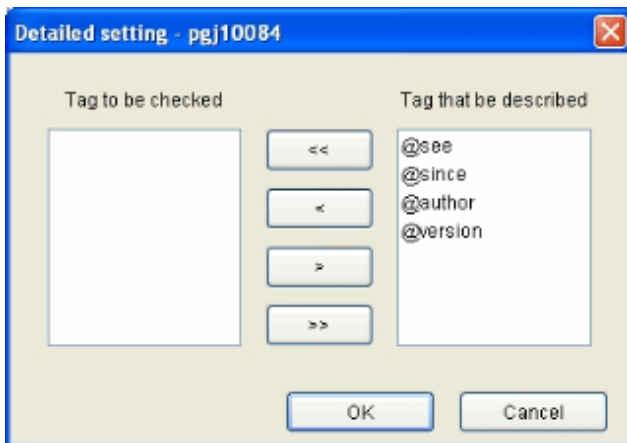 Detailed setting - pgj10084
Tag to be checked
Tag that be described
<<
<
>
>>
@see
@since
@author
@version
OK
Cancel